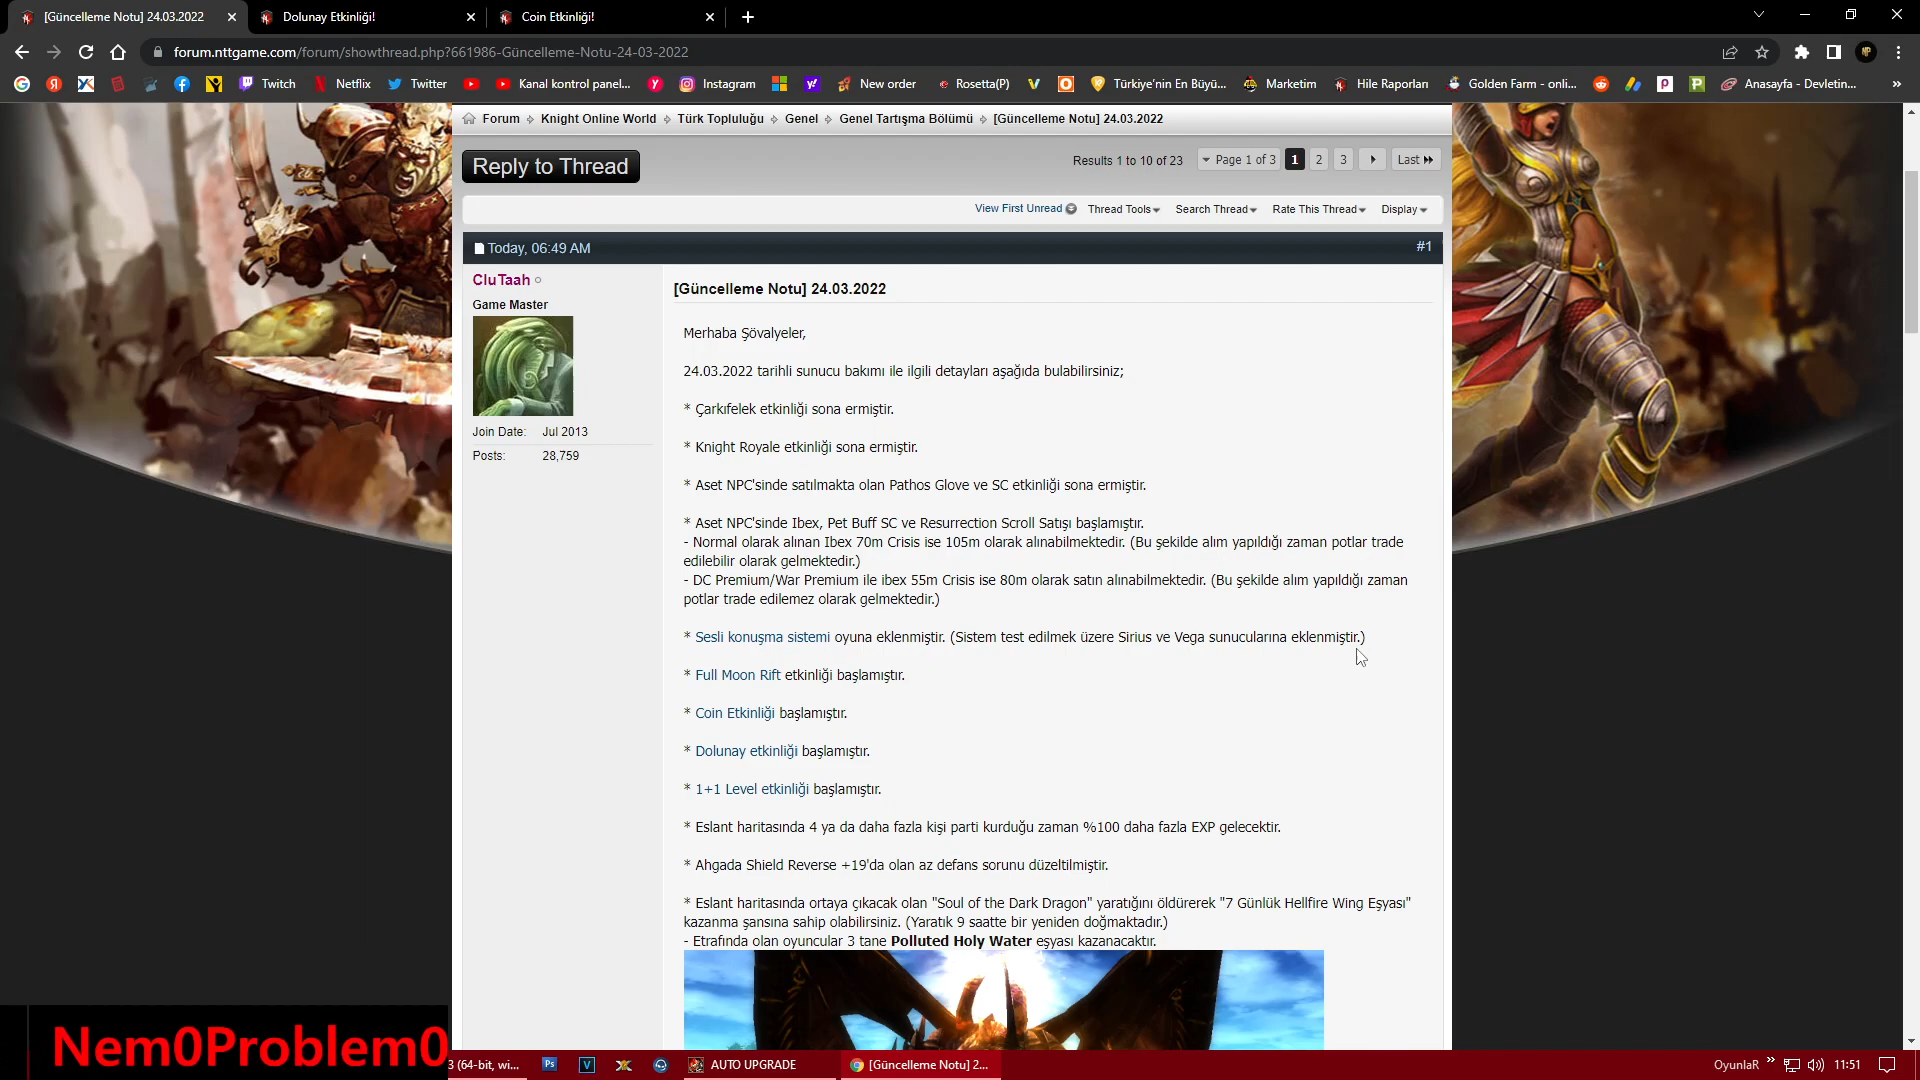 [Güncelleme Notu] 24.03.2022
Dolunay Etkinliği!
Coin Etkinliği!
forum.nttgame.com/forum/showthread.php?661986-Güncelleme-Notu-24-03-2022
Twitch
Netflix
Twitter
Kanal kontrol panel...
Instagram
New order
Rosetta(P)
Türkiye'nin En Büyü...
Marketim
Hile Raporları
Golden Farm - onli...
Anasayfa - Devletin...
Forum Knight Online World Türk Topluluğu Genel Genel Tartışma Bölümü [Güncelleme Notu] 24.03.2022
Reply to Thread
Results 1 to 10 of 23
Page 1 of 3
1
2
3
Last
View First Unread
Thread Tools
Search Thread
Rate This Thread
Display
Today, 06:49 AM
#1
CluTaah
Game Master
Join Date: Jul 2013
Posts: 28,759
[Güncelleme Notu] 24.03.2022
Merhaba Şövalyeler,
24.03.2022 tarihli sunucu bakımı ile ilgili detayları aşağıda bulabilirsiniz;
* Çarkıfelek etkinliği sona ermiştir.
* Knight Royale etkinliği sona ermiştir.
* Aset NPC'sinde satılmakta olan Pathos Glove ve SC etkinliği sona ermiştir.
* Aset NPC'sinde Ibex, Pet Buff SC ve Resurrection Scroll Satışı başlamıştır.
- Normal olarak alınan Ibex 70m Crisis ise 105m olarak alınabilmektedir. (Bu şekilde alım yapıldığı zaman potlar trade
edilebilir olarak gelmektedir.)
- DC Premium/War Premium ile ibex 55m Crisis ise 80m olarak satın alınabilmektedir. (Bu şekilde alım yapıldığı zaman
potlar trade edilemez olarak gelmektedir.)
* Sesli konuşma sistemi oyuna eklenmiştir. (Sistem test edilmek üzere Sirius ve Vega sunucularına eklenmiştir.)
* Full Moon Rift etkinliği başlamıştır.
* Coin Etkinliği başlamıştır.
* Dolunay etkinliği başlamıştır.
* 1+1 Level etkinliği başlamıştır.
* Eslant haritasında 4 ya da daha fazla kişi parti kurduğu zaman %100 daha fazla EXP gelecektir.
* Ahgada Shield Reverse +19'da olan az defans sorunu düzeltilmiştir.
* Eslant haritasında ortaya çıkacak olan "Soul of the Dark Dragon" yaratığını öldürerek "7 Günlük Hellfire Wing Eşyası"
kazanma şansına sahip olabilirsiniz. (Yaratık 9 saatte bir yeniden doğmaktadır.)
- Etrafında olan oyuncular 3 tane Polluted Holy Water eşyası kazanacaktır.
Nem0Problem0
3 (64-bit, wi...
Ps
V
AUTO UPGRADE
[Güncelleme Notu] 2...
OyunlaR
11:51